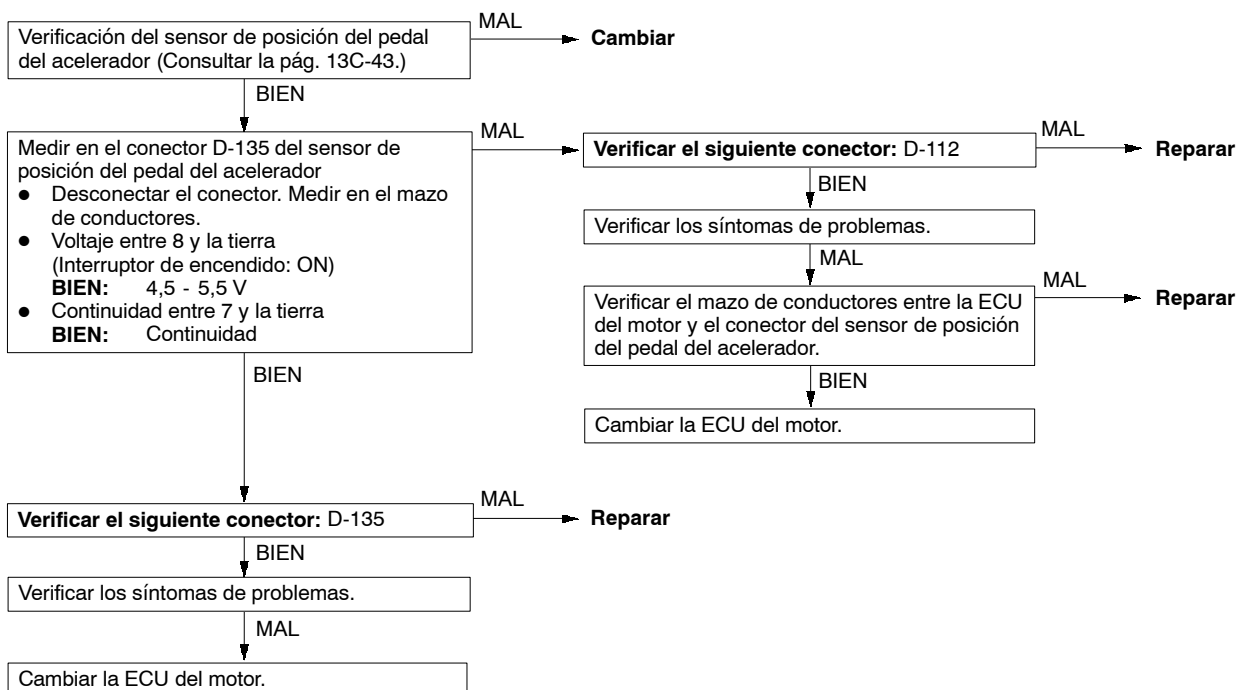 Verificación del sensor de posición del pedal
del acelerador (Consultar la pág. 13C-43.)
MAL
Cambiar
BIEN
Medir en el conector D-135 del sensor de
posición del pedal del acelerador
● Desconectar el conector. Medir en el mazo
de conductores.
● Voltaje entre 8 y la tierra
(Interruptor de encendido: ON)
BIEN: 4,5 - 5,5 V
● Continuidad entre 7 y la tierra
BIEN: Continuidad
MAL
Verificar el siguiente conector: D-112
MAL
Reparar
BIEN
Verificar los síntomas de problemas.
MAL
Verificar el mazo de conductores entre la ECU
del motor y el conector del sensor de posición
del pedal del acelerador.
MAL
Reparar
BIEN
Cambiar la ECU del motor.
BIEN
Verificar el siguiente conector: D-135
MAL
Reparar
BIEN
Verificar los síntomas de problemas.
MAL
Cambiar la ECU del motor.